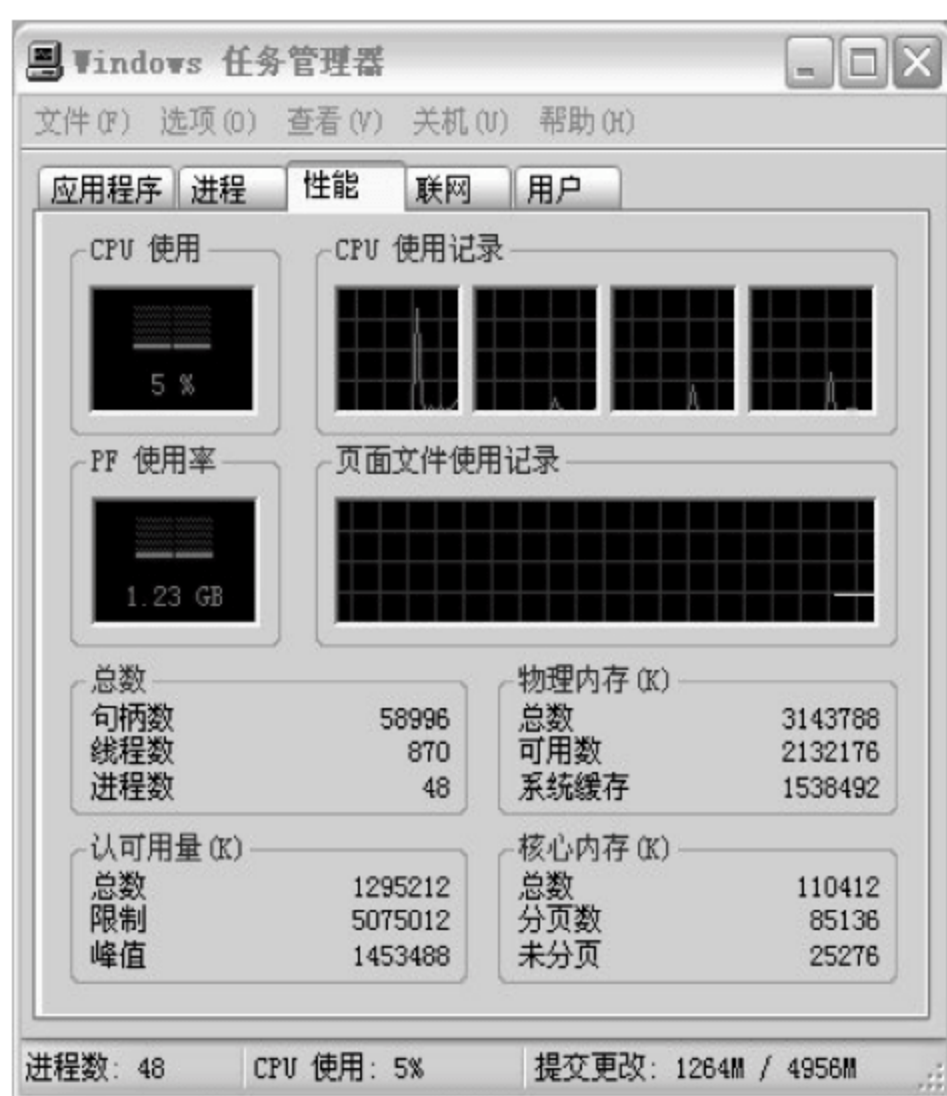 Windows 任务管理器
文件(F) 选项(O) 查看(V) 关机(U) 帮助(H)
应用程序 进程 性能 联网 用户
CPU 使用 CPU 使用记录
5 %
PF 使用率 页面文件使用记录
1.23 GB
总数
句柄数 58996
线程数 870
进程数 48
物理内存(K)
总数 3143788
可用数 2132176
系统缓存 1538492
认可用量(K)
总数 1295212
限制 5075012
峰值 1453488
核心内存(K)
总数 110412
分页数 85136
未分页 25276
进程数: 48 CPU 使用: 5% 提交更改: 1264M / 4956M